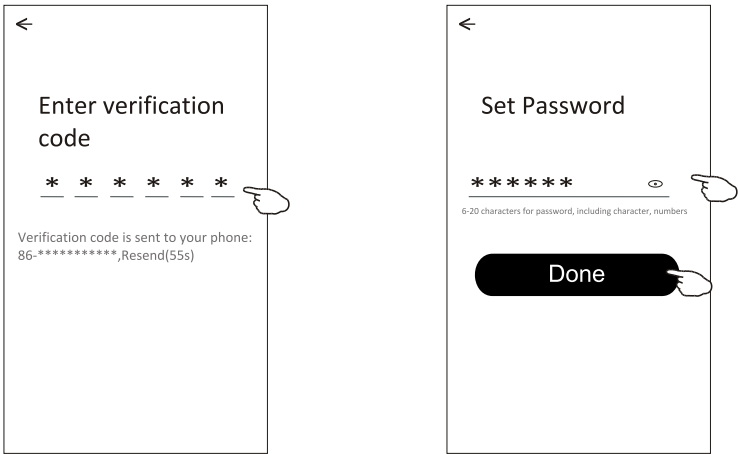 Enter verification
code
* * * * * *
Verification code is sent to your phone:
86-***********,Resend(55s)
Set Password
******
6-20 characters for password, including character, numbers
Done